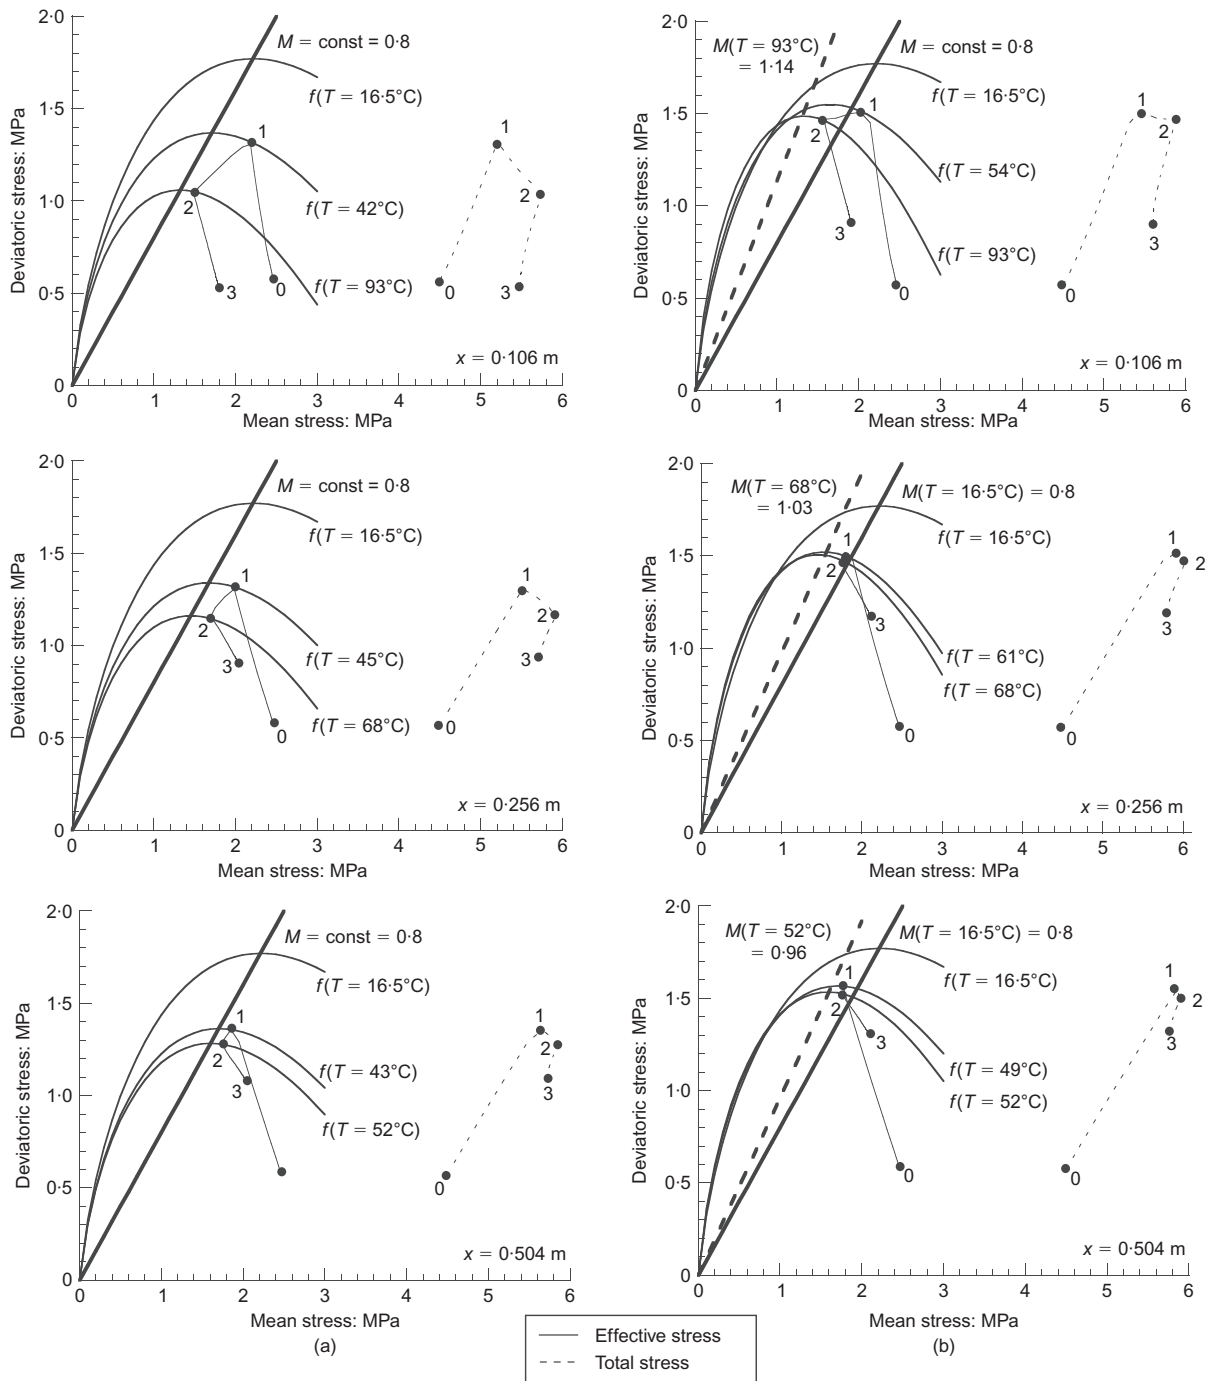 2·0
M = const = 0·8
f(T = 16·5°C)
1·5
1
Deviatoric stress: MPa
1·0
2
f(T = 42°C)
0·5
3
0
f(T = 93°C)
1
2
0
3
x = 0·106 m
0
0 1 2 3 4 5 6
Mean stress: MPa
2·0
M(T = 93°C)
= 1·14
M = const = 0·8
f(T = 16·5°C)
1·5
1
2
Deviatoric stress: MPa
f(T = 54°C)
1·0
3
f(T = 93°C)
0·5
0
1
2
3
0
x = 0·106 m
0
0 1 2 3 4 5 6
Mean stress: MPa
2·0
M = const = 0·8
f(T = 16·5°C)
1·5
1
Deviatoric stress: MPa
2
1·0
3
f(T = 45°C)
0·5
f(T = 68°C)
0
1
2
3
0
x = 0·256 m
0
0 1 2 3 4 5 6
Mean stress: MPa
2·0
M(T = 68°C)
= 1·03
M(T = 16·5°C) = 0·8
f(T = 16·5°C)
1·5
1
2
Deviatoric stress: MPa
3
1·0
f(T = 61°C)
f(T = 68°C)
0·5
0
1
2
3
0
x = 0·256 m
0
0 1 2 3 4 5 6
Mean stress: MPa
2·0
M = const = 0·8
f(T = 16·5°C)
1·5
1
Deviatoric stress: MPa
2
3
f(T = 43°C)
1·0
f(T = 52°C)
0·5
1
2
3
0
x = 0·504 m
0
0 1 2 3 4 5 6
Mean stress: MPa
(a)
2·0
M(T = 52°C)
= 0·96
M(T = 16·5°C) = 0·8
f(T = 16·5°C)
1·5
1
2
Deviatoric stress: MPa
3
f(T = 49°C)
1·0
f(T = 52°C)
0·5
0
1
2
3
0
x = 0·504 m
0
0 1 2 3 4 5 6
Mean stress: MPa
(b)
Effective stress
Total stress